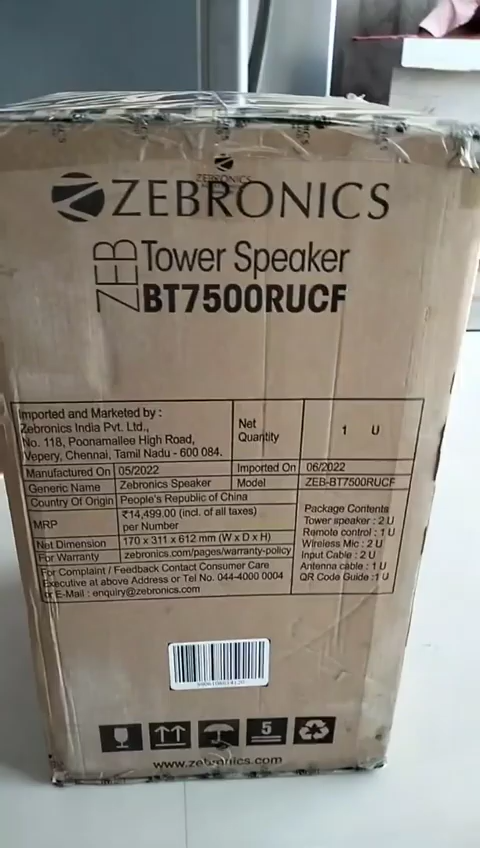 ZEBRONICS
ZEBRONICS
ZEB Tower Speaker
BT7500RUCF
Imported and Marketed by :
Zebronics India Pvt. Ltd.,
No. 118, Poonamallee High Road,
Vepery, Chennai, Tamil Nadu - 600 084.
Net Quantity 1 U
Manufactured On 05/2022 Imported On 06/2022
Generic Name Zebronics Speaker Model ZEB-BT7500RUCF
Country Of Origin People's Republic of China
MRP ₹14,499.00 (incl. of all taxes) per Number
Net Dimension 170 x 311 x 612 mm (W x D x H)
For Warranty zebronics.com/pages/warranty-policy
For Complaint / Feedback Contact Consumer Care
Executive at above Address or Tel No. 044-4000 0004
or E-Mail : enquiry@zebronics.com
Package Contents
Tower speaker : 2 U
Remote control : 1 U
Wireless Mic : 2 U
Input Cable : 2 U
Antenna cable : 1 U
QR Code Guide : 1 U
5
www.zebronics.com